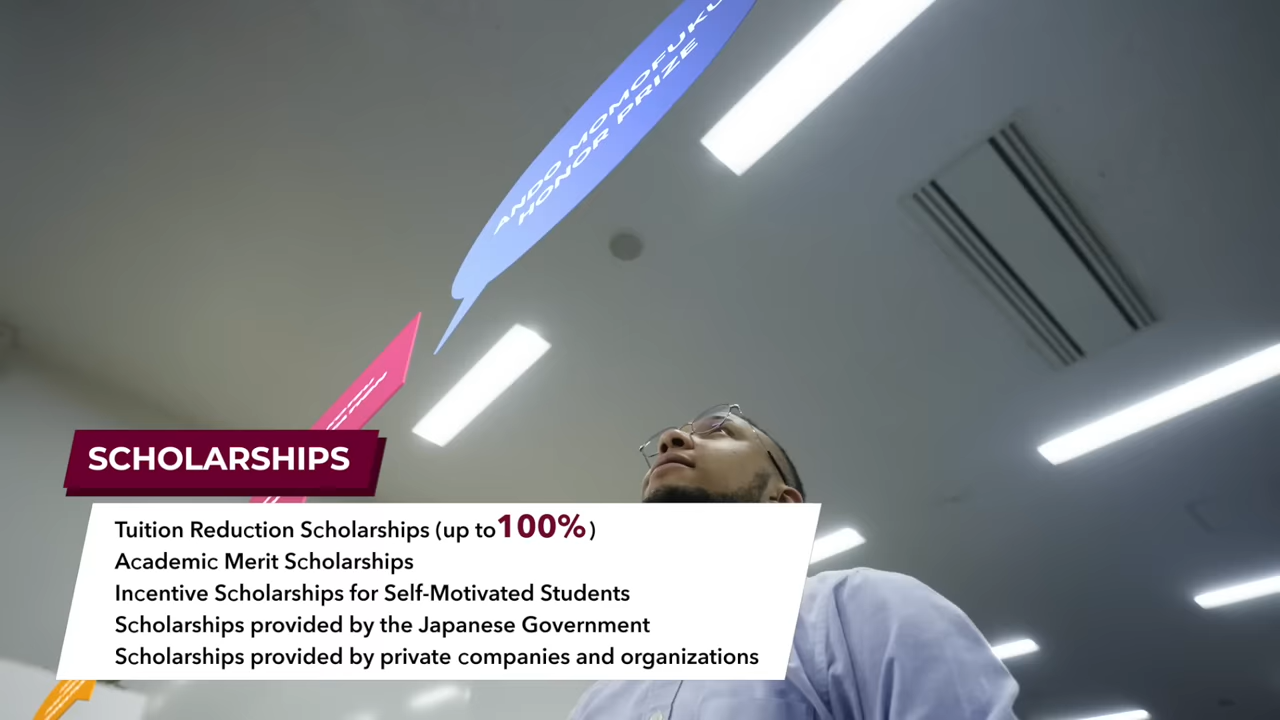 ANDO MOMOFUKU
HONOR PRIZE
SCHOLARSHIPS
Tuition Reduction Scholarships (up to 100%)
Academic Merit Scholarships
Incentive Scholarships for Self-Motivated Students
Scholarships provided by the Japanese Government
Scholarships provided by private companies and organizations